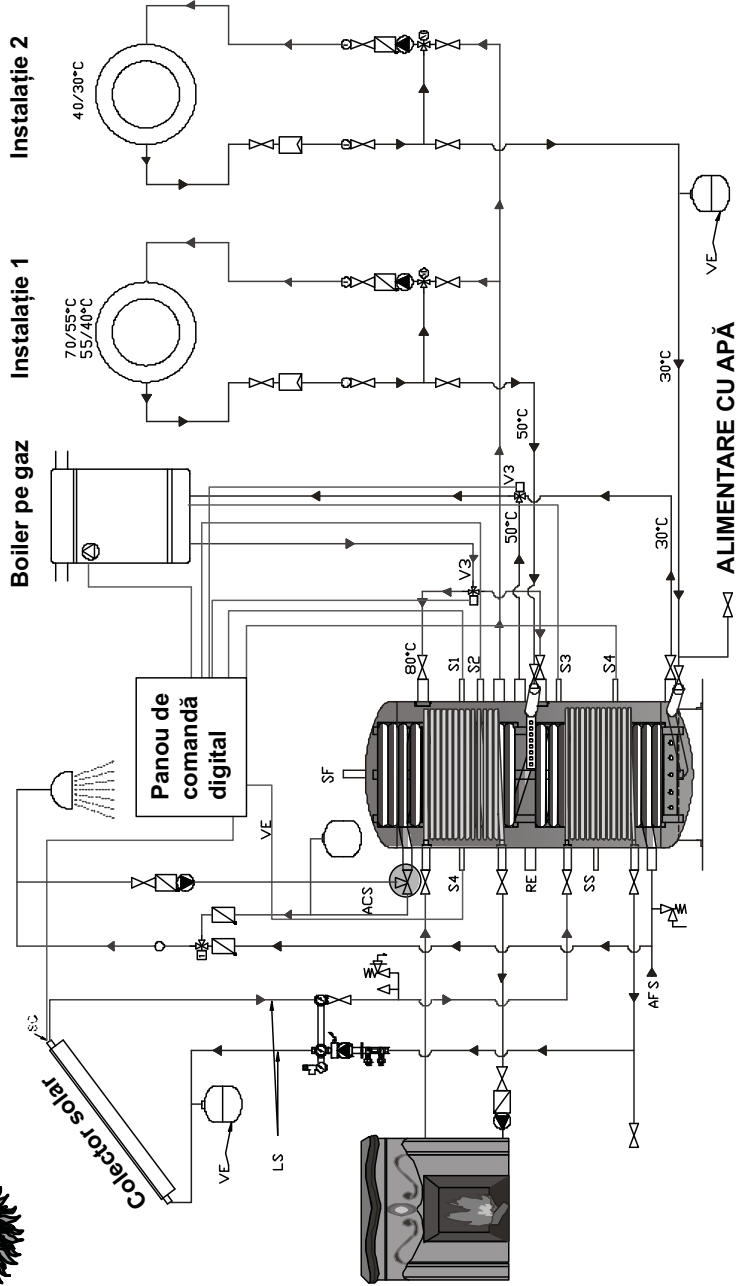 Instalație 2
40/30°C
Instalație 1
70/55°C
55/40°C
Boiler pe gaz
Panou de
comandă
digital
Colector solar
SC
VE
LS
VE
ACS
SF
80°C
V3
V3
50°C
50°C
30°C
30°C
VE
S1
S2
S3
S4
S4
RE
SS
AFS
ALIMENTARE CU APĂ